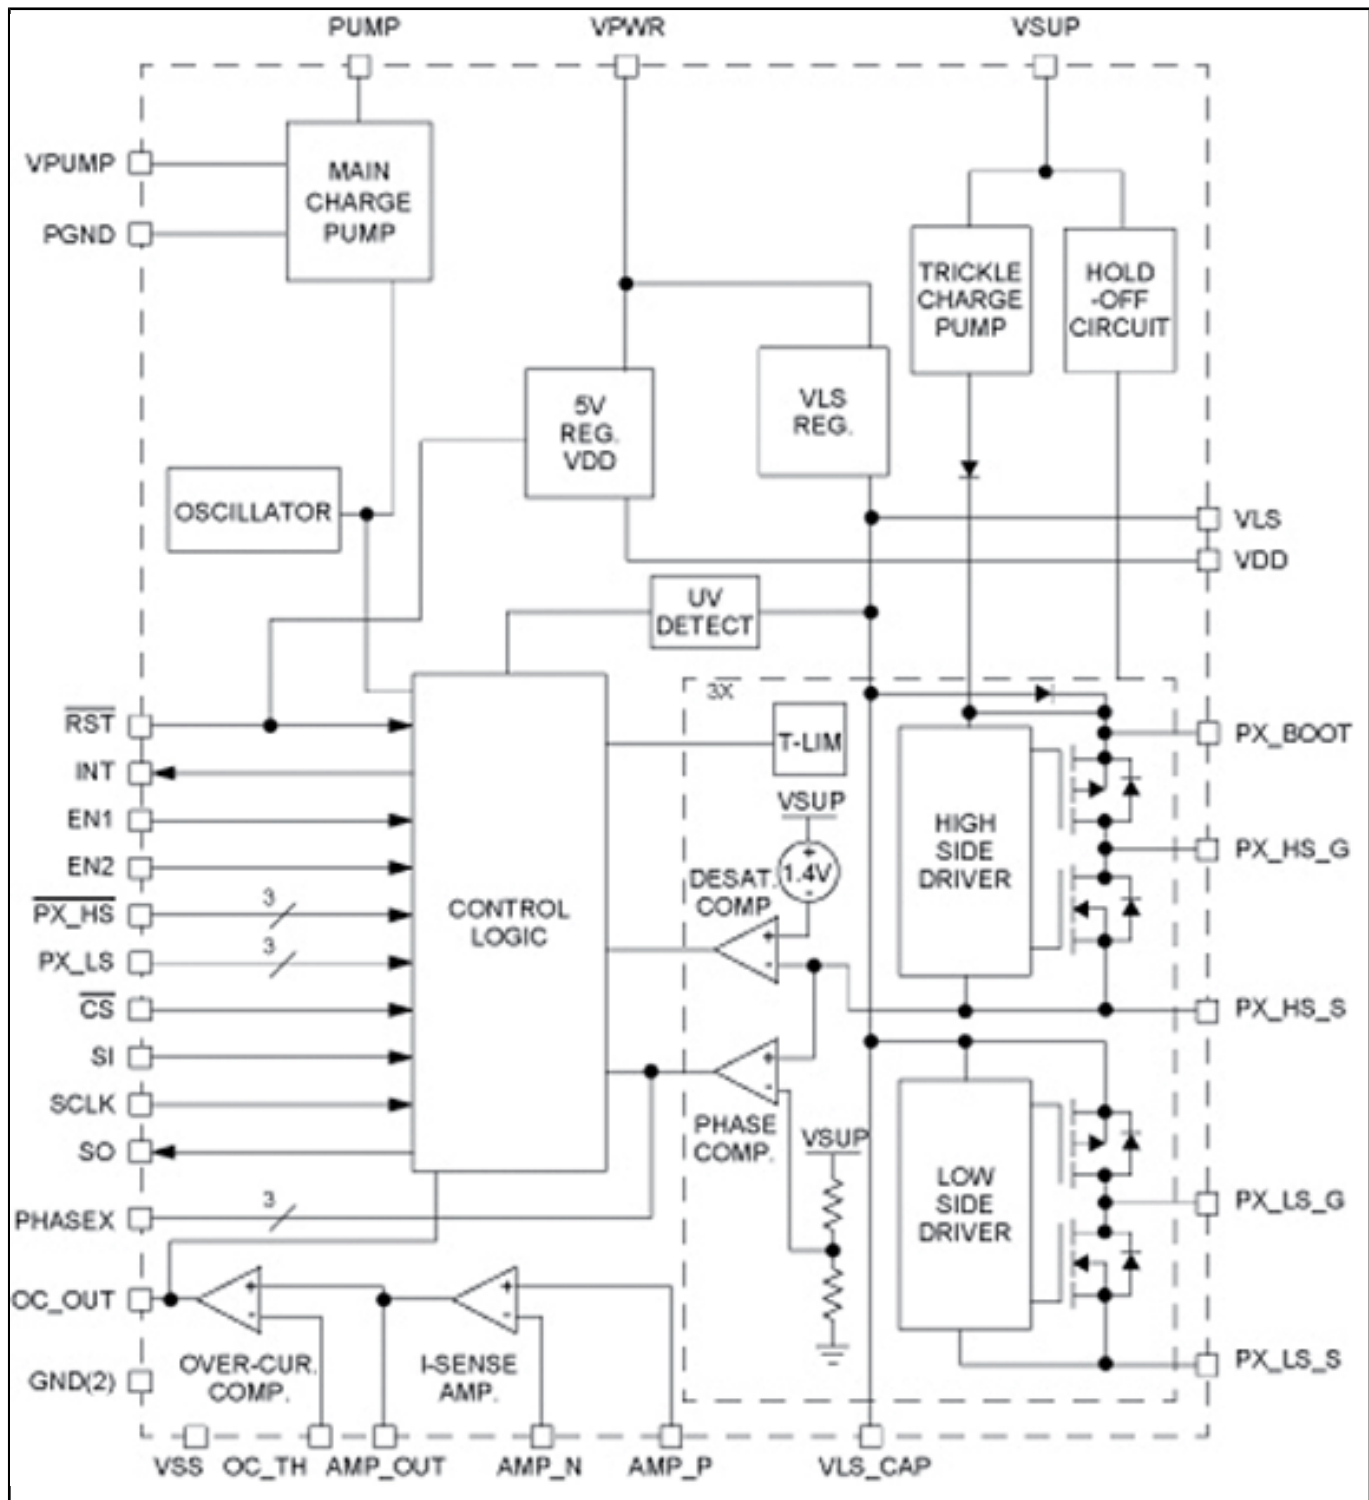 PUMP
VPWR
VSUP
VPUMP
PGND
MAIN
CHARGE
PUMP
TRICKLE
CHARGE
PUMP
HOLD
-OFF
CIRCUIT
5V
REG.
VDD
VLS
REG.
OSCILLATOR
VLS
VDD
UV
DETECT
3X
RST
INT
EN1
EN2
PX_HS
3
PX_LS
3
CS
SI
SCLK
SO
PHASEX
3
CONTROL
LOGIC
T-LIM
VSUP
+
1.4V
-
DESAT.
COMP
+
-
+
-
PHASE
COMP.
VSUP
HIGH
SIDE
DRIVER
LOW
SIDE
DRIVER
PX_BOOT
PX_HS_G
PX_HS_S
PX_LS_G
PX_LS_S
OC_OUT
+
-
OVER-CUR.
COMP.
+
-
I-SENSE
AMP.
GND(2)
VSS
OC_TH
AMP_OUT
AMP_N
AMP_P
VLS_CAP